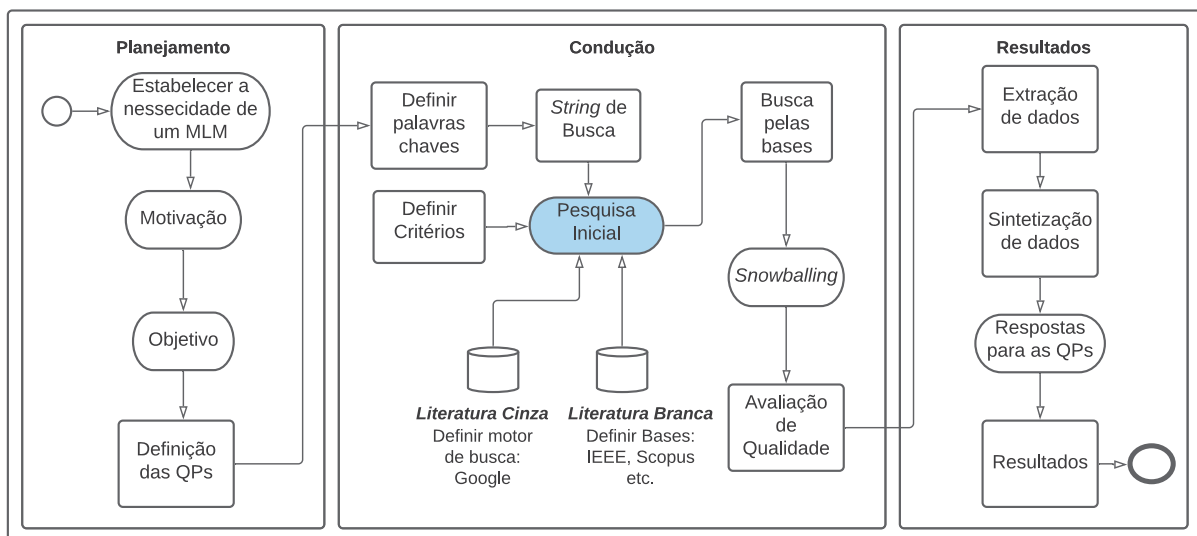 Planejamento
Estabelecer a
nessecidade de
um MLM
Motivação
Objetivo
Definição
das QPs
Condução
Definir
palavras
chaves
String de
Busca
Busca
pelas
bases
Definir
Critérios
Pesquisa
Inicial
Snowballing
Literatura Cinza
Definir motor
de busca:
Google
Literatura Branca
Definir Bases:
IEEE, Scopus
etc.
Avaliação
de
Qualidade
Resultados
Extração
de dados
Sintetização
de dados
Respostas
para as QPs
Resultados